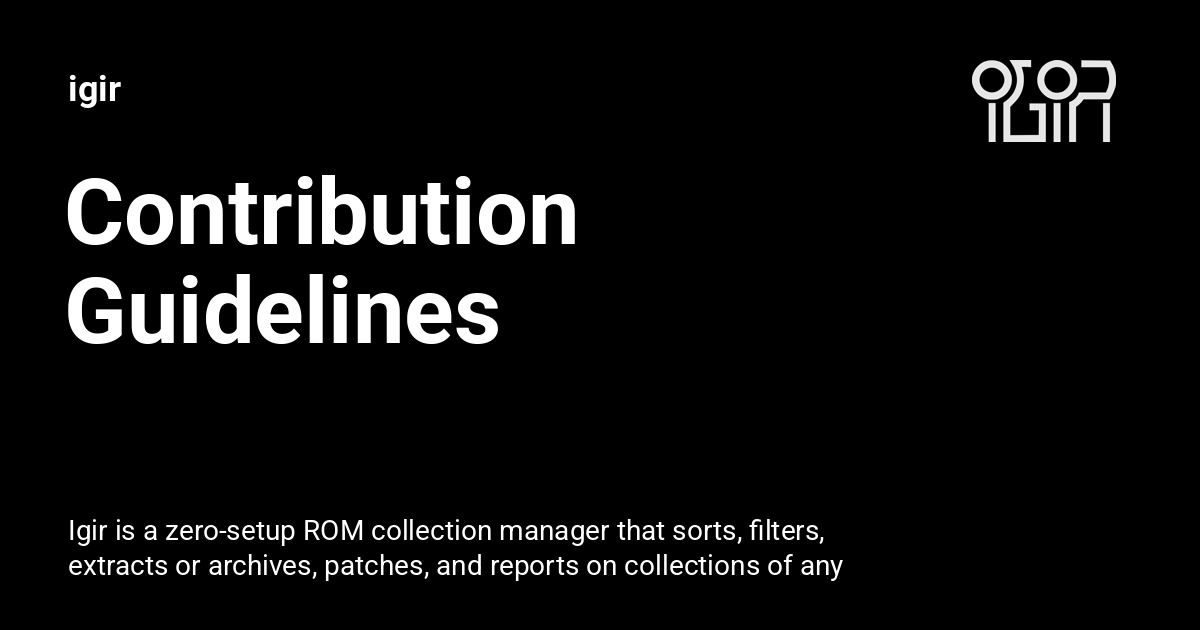 igir
IGIR
Contribution
Guidelines
Igir is a zero-setup ROM collection manager that sorts, filters,
extracts or archives, patches, and reports on collections of any